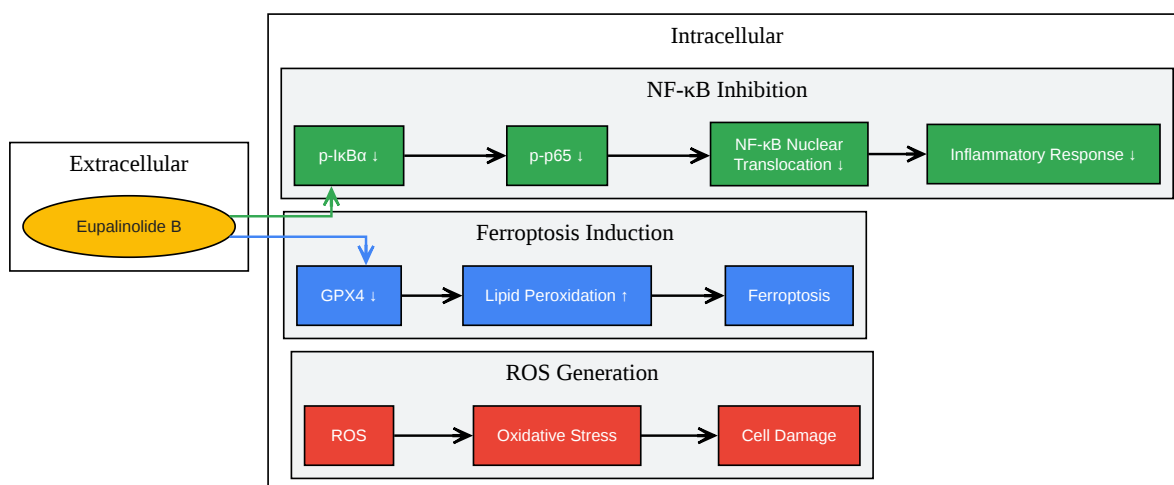 Intracellular
NF-κB Inhibition
p-IκBα ↓
p-p65 ↓
NF-κB Nuclear
Translocation ↓
Inflammatory Response ↓
Extracellular
Eupalinolide B
Ferroptosis Induction
GPX4 ↓
Lipid Peroxidation ↑
Ferroptosis
ROS Generation
ROS
Oxidative Stress
Cell Damage